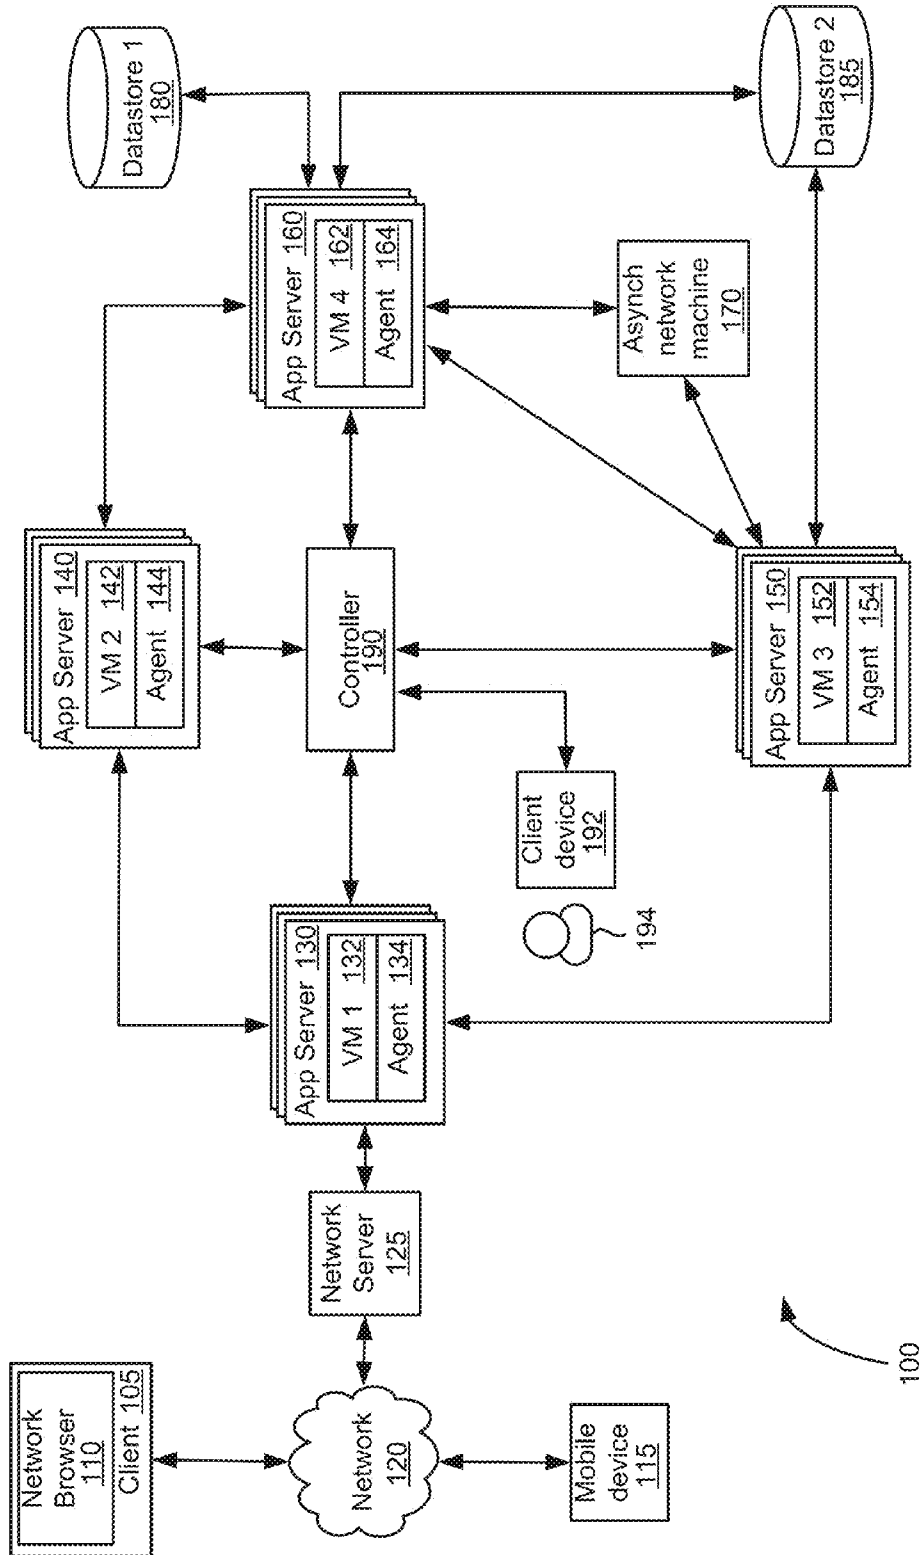 Network
Browser
110
Client 105
Network
120
Mobile
device
115
Network
Server
125
App Server 130
VM 1 132
Agent 134
App Server 140
VM 2 142
Agent 144
Controller
190
Client
device
192
194
App Server 150
VM 3 152
Agent 154
App Server 160
VM 4 162
Agent 164
Asynch
network
machine
170
Datastore 1
180
Datastore 2
185
100